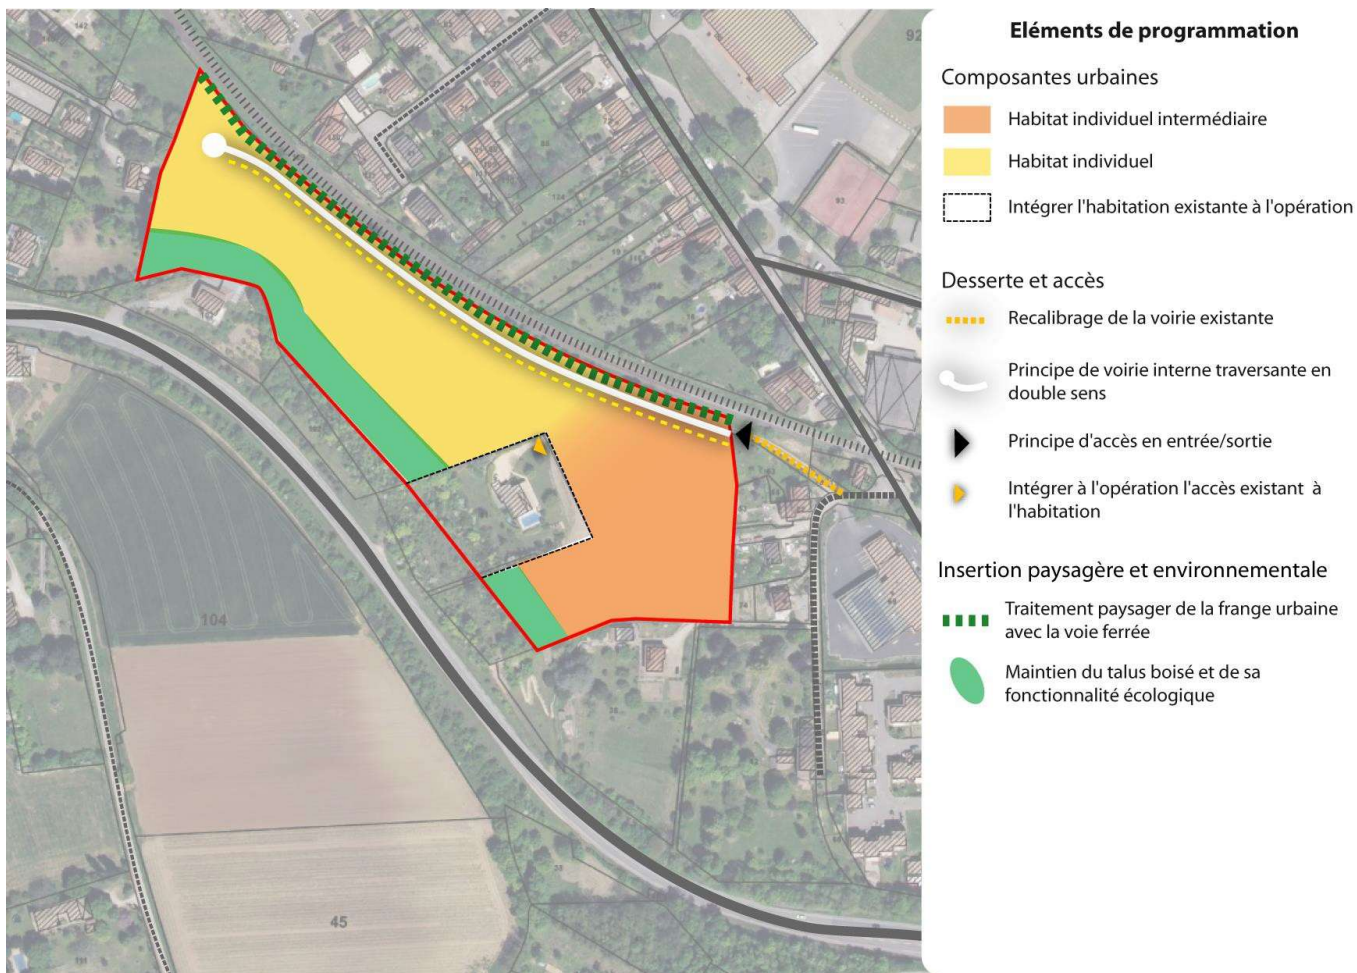 Eléments de programmation
Composantes urbaines
Habitat individuel intermédiaire
Habitat individuel
Intégrer l'habitation existante à l'opération
Desserte et accès
Recalibrage de la voirie existante
Principe de voirie interne traversante en
double sens
Principe d'accès en entrée/sortie
Intégrer à l'opération l'accès existant à
l'habitation
Insertion paysagère et environnementale
Traitement paysager de la frange urbaine
avec la voie ferrée
Maintien du talus boisé et de sa
fonctionnalité écologique
92
93
104
45